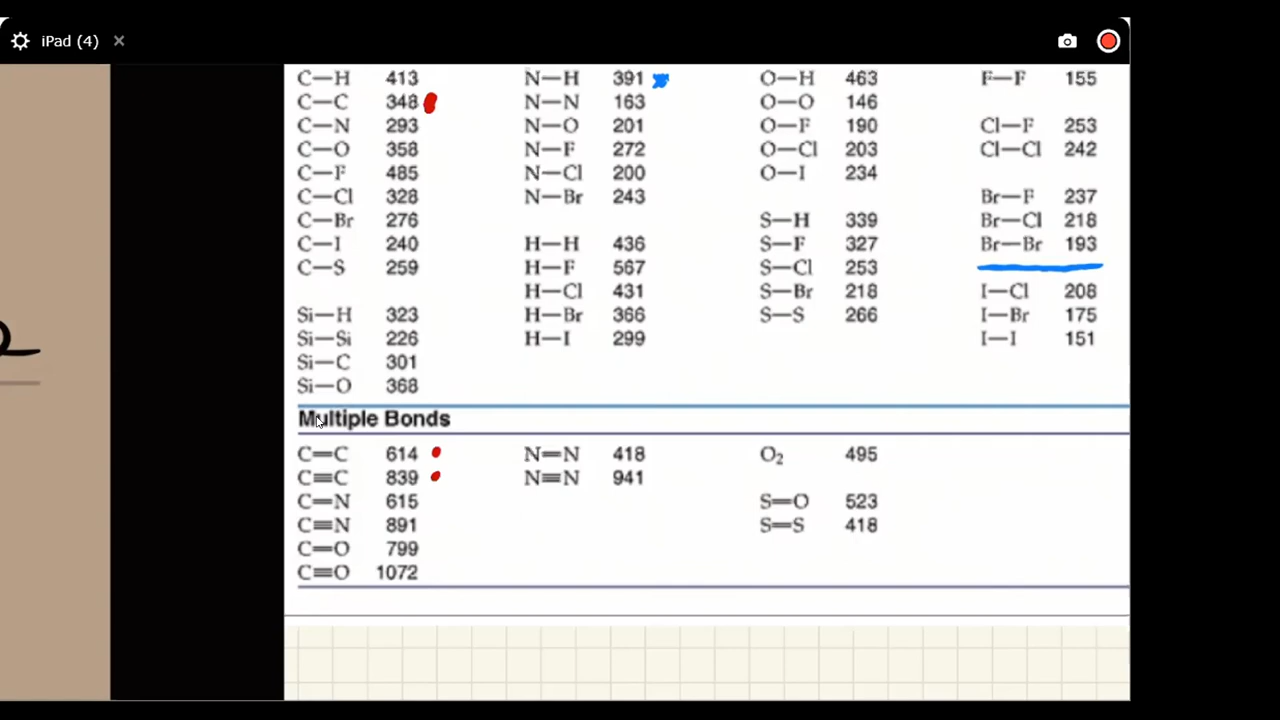 iPad (4) ×
C—H 413 N—H 391 O—H 463 F—F 155
C—C 348 N—N 163 O—O 146
C—N 293 N—O 201 O—F 190 Cl—F 253
C—O 358 N—F 272 O—Cl 203 Cl—Cl 242
C—F 485 N—Cl 200 O—I 234
C—Cl 328 N—Br 243 Br—F 237
C—Br 276 S—H 339 Br—Cl 218
C—I 240 H—H 436 S—F 327 Br—Br 193
C—S 259 H—F 567 S—Cl 253
H—Cl 431 S—Br 218 I—Cl 208
Si—H 323 H—Br 366 S—S 266 I—Br 175
Si—Si 226 H—I 299 I—I 151
Si—C 301
Si—O 368
Multiple Bonds
C=C 614 N=N 418 O₂ 495
C≡C 839 N≡N 941
C=N 615 S=O 523
C≡N 891 S=S 418
C=O 799
C≡O 1072